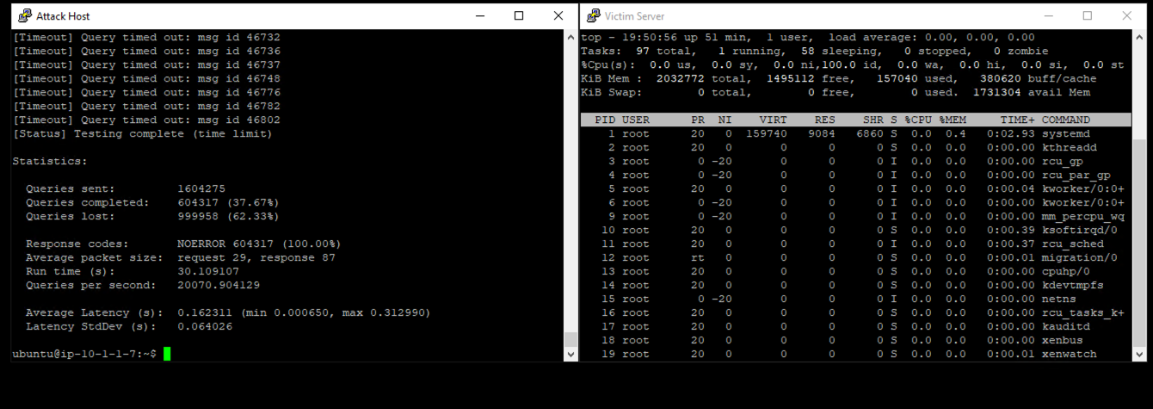 Attack Host
[Timeout] Query timed out: msg id 46732
[Timeout] Query timed out: msg id 46736
[Timeout] Query timed out: msg id 46737
[Timeout] Query timed out: msg id 46748
[Timeout] Query timed out: msg id 46776
[Timeout] Query timed out: msg id 46782
[Timeout] Query timed out: msg id 46802
[Status] Testing complete (time limit)
Statistics:
Queries sent: 1604275
Queries completed: 604317 (37.67%)
Queries lost: 999958 (62.33%)
Response codes: NOERROR 604317 (100.00%)
Average packet size: request 29, response 87
Run time (s): 30.109107
Queries per second: 20070.904129
Average Latency (s): 0.162311 (min 0.000650, max 0.312990)
Latency StdDev (s): 0.064026
ubuntu@ip-10-1-1-7:~$
Victim Server
top - 19:50:56 up 51 min, 1 user, load average: 0.00, 0.00, 0.00
Tasks: 97 total, 1 running, 58 sleeping, 0 stopped, 0 zombie
%Cpu(s): 0.0 us, 0.0 sy, 0.0 ni,100.0 id, 0.0 wa, 0.0 hi, 0.0 si, 0.0 st
KiB Mem : 2032772 total, 1495112 free, 157040 used, 380620 buff/cache
KiB Swap: 0 total, 0 free, 0 used. 1731304 avail Mem
PID USER PR NI VIRT RES SHR S %CPU %MEM TIME+ COMMAND
1 root 20 0 159740 9084 6860 S 0.0 0.4 0:02.93 systemd
2 root 20 0 0 0 0 S 0.0 0.0 0:00.00 kthreadd
3 root 0 -20 0 0 0 I 0.0 0.0 0:00.00 rcu_gp
4 root 0 -20 0 0 0 I 0.0 0.0 0:00.00 rcu_par_gp
5 root 20 0 0 0 0 I 0.0 0.0 0:00.04 kworker/0:0+
6 root 0 -20 0 0 0 I 0.0 0.0 0:00.00 kworker/0:0+
9 root 0 -20 0 0 0 I 0.0 0.0 0:00.00 mm_percpu_wq
10 root 20 0 0 0 0 S 0.0 0.0 0:00.39 ksoftirqd/0
11 root 20 0 0 0 0 I 0.0 0.0 0:00.37 rcu_sched
12 root rt 0 0 0 0 S 0.0 0.0 0:00.01 migration/0
13 root 20 0 0 0 0 S 0.0 0.0 0:00.00 cpuhp/0
14 root 20 0 0 0 0 S 0.0 0.0 0:00.00 kdevtmpfs
15 root 0 -20 0 0 0 I 0.0 0.0 0:00.00 netns
16 root 20 0 0 0 0 S 0.0 0.0 0:00.00 rcu_tasks_k+
17 root 20 0 0 0 0 S 0.0 0.0 0:00.00 kauditd
18 root 20 0 0 0 0 S 0.0 0.0 0:00.00 xenbus
19 root 20 0 0 0 0 S 0.0 0.0 0:00.01 xenwatch